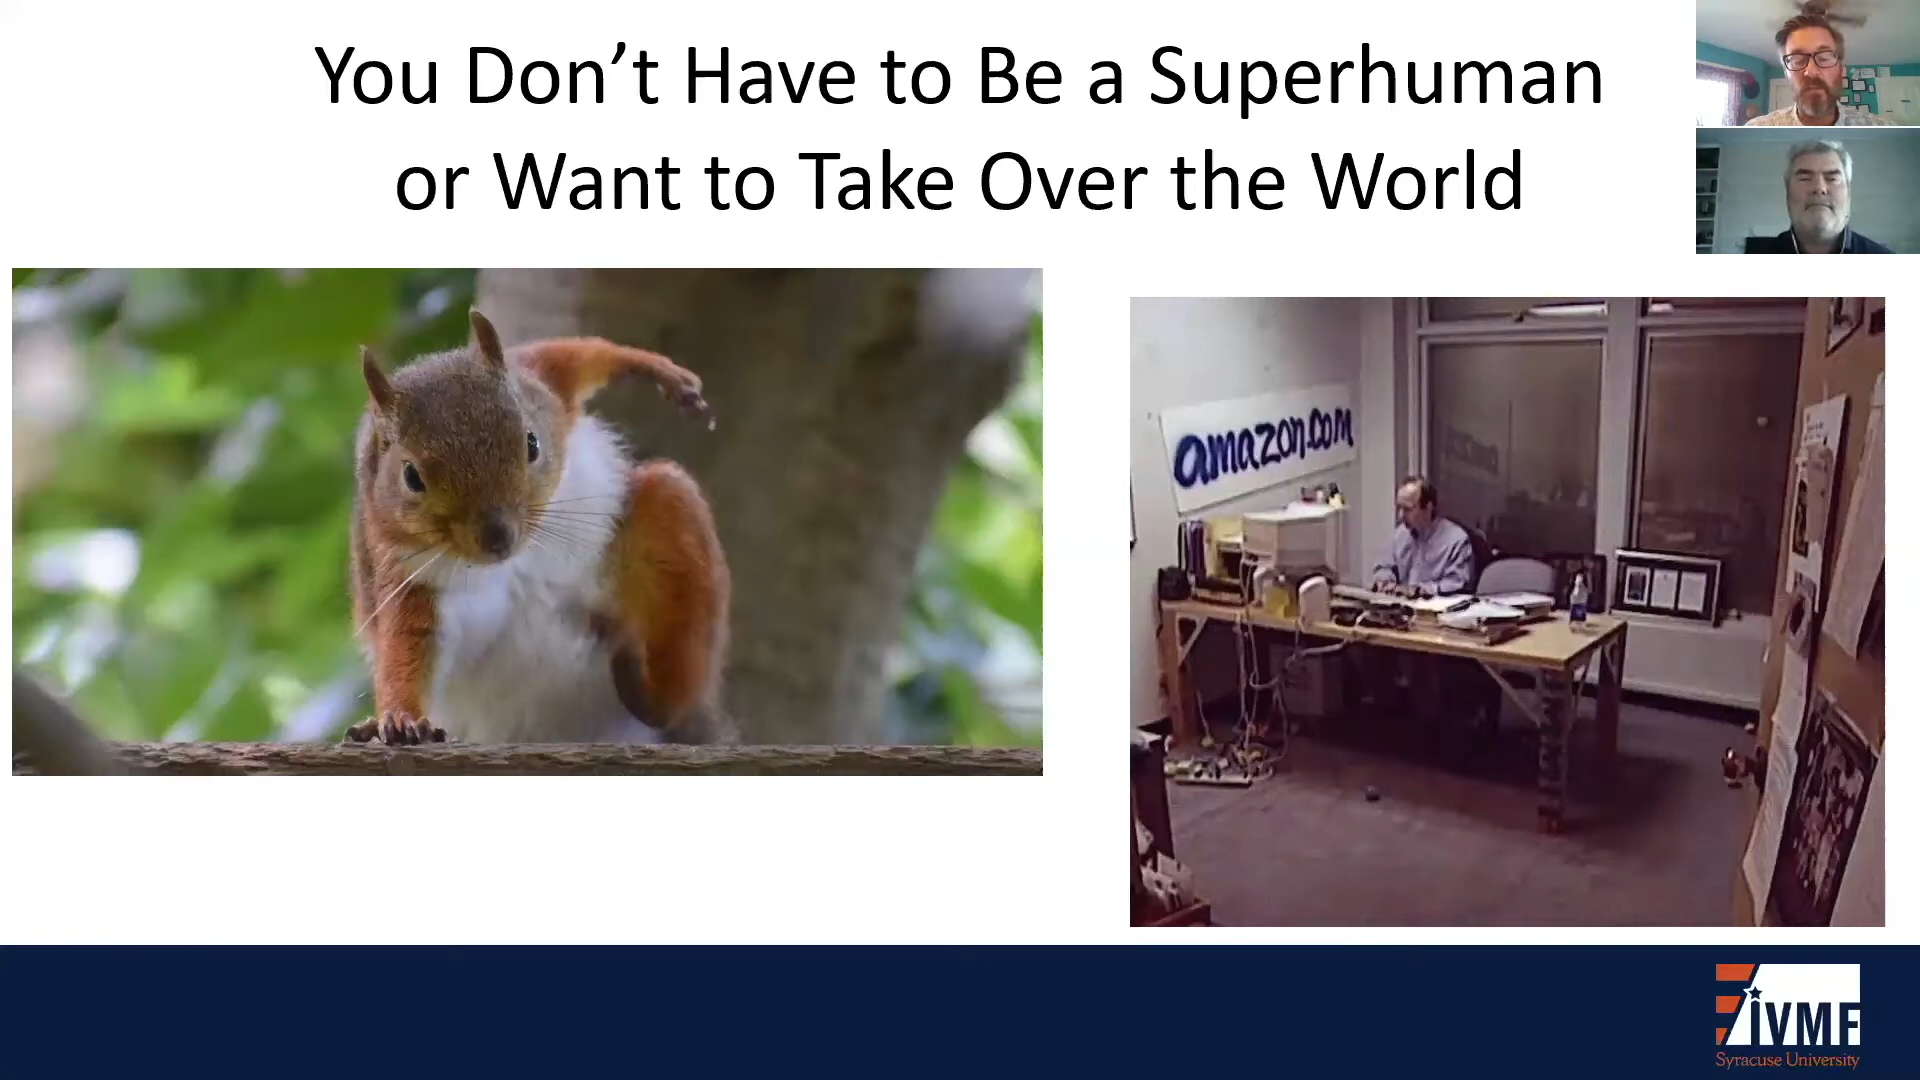 You Don’t Have to Be a Superhuman
or Want to Take Over the World
amazon.com
IVMF
Syracuse University